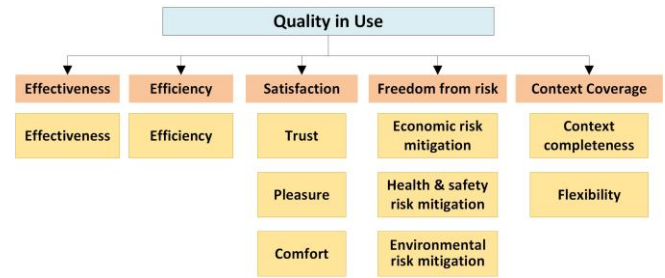 Quality in Use
Effectiveness
Efficiency
Satisfaction
Freedom from risk
Context Coverage
Effectiveness
Efficiency
Trust
Economic risk
mitigation
Context
completeness
Pleasure
Health & safety
risk mitigation
Flexibility
Comfort
Environmental
risk mitigation